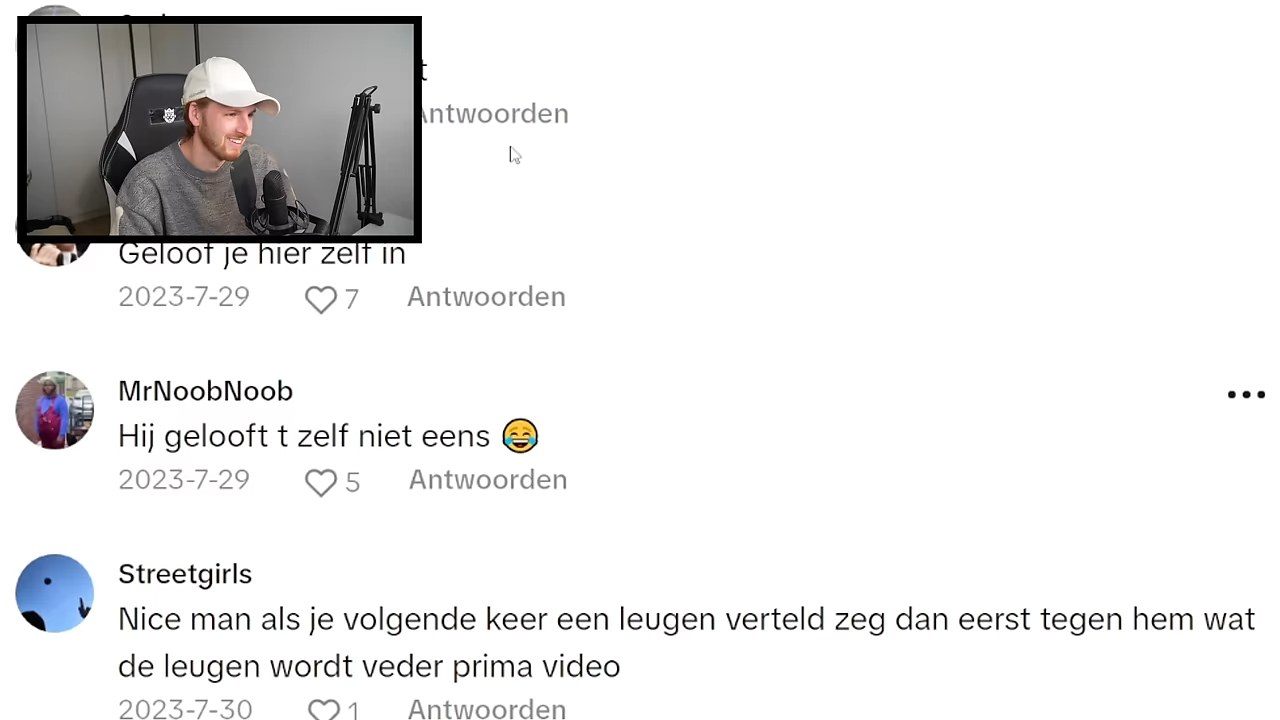 Antwoorden
Geloof je hier zelf in
2023-7-29 7 Antwoorden
MrNoobNoob
Hij gelooft t zelf niet eens 😂
2023-7-29 5 Antwoorden
Streetgirls
Nice man als je volgende keer een leugen verteld zeg dan eerst tegen hem wat
de leugen wordt veder prima video
2023-7-30 1 Antwoorden